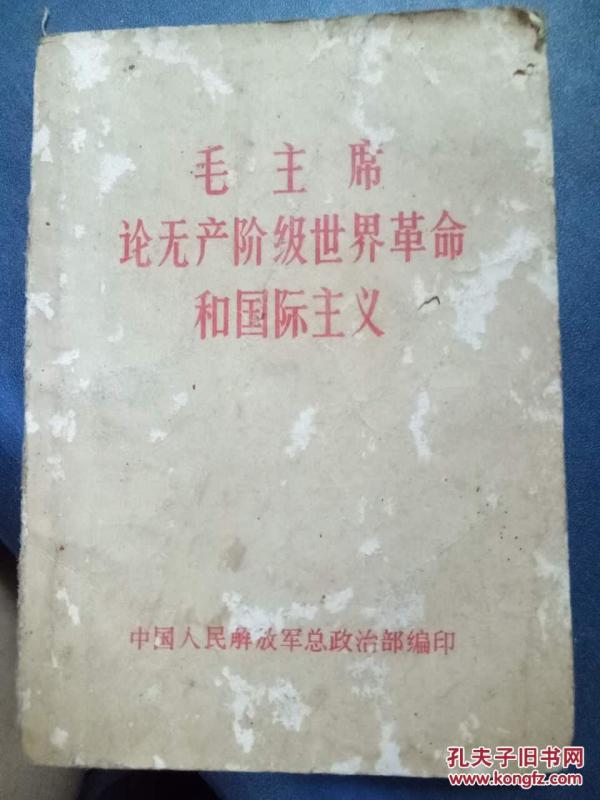 毛主席
论无产阶级世界革命
和国际主义
中国人民解放军总政治部编印
孔夫子旧书网
www.kongfz.com